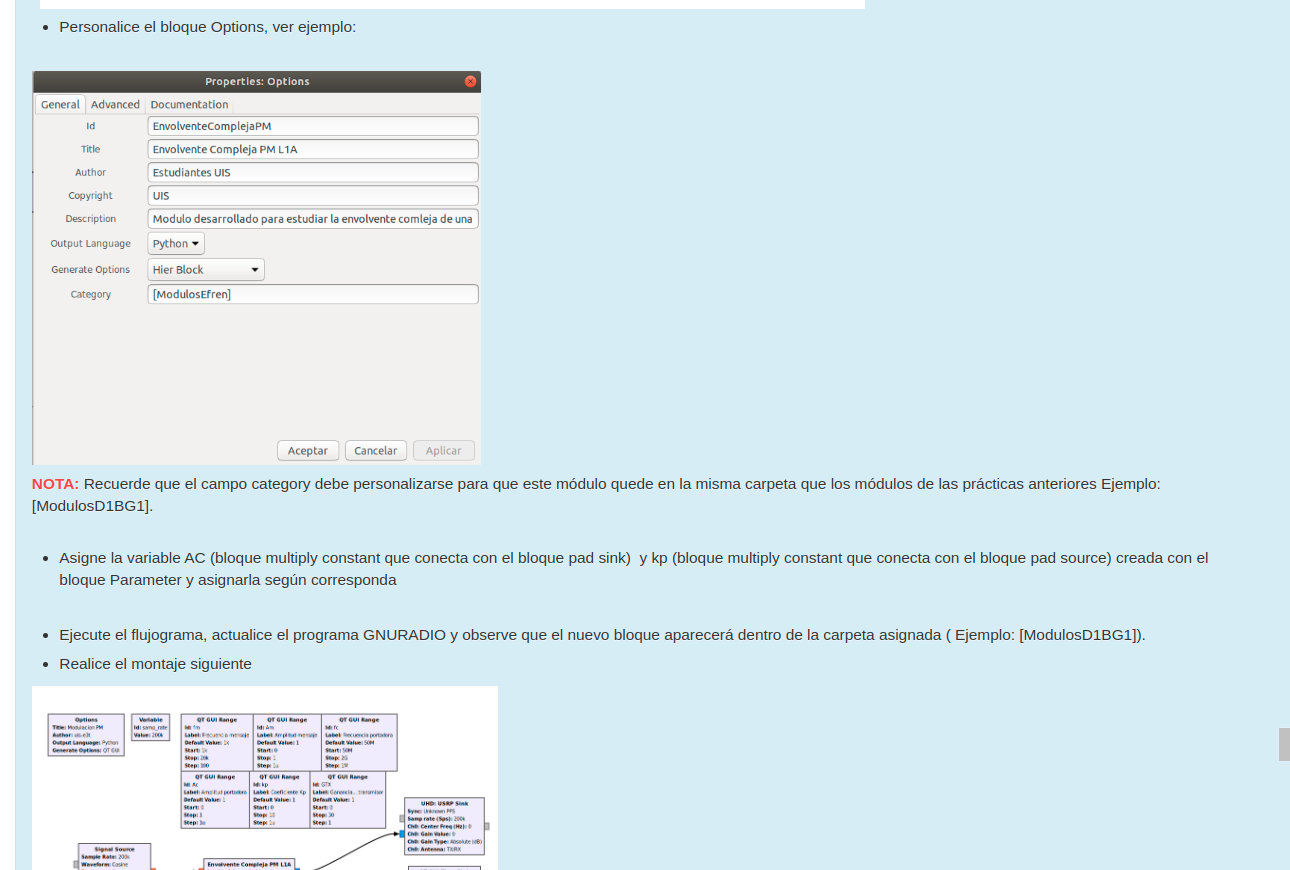 Personalice el bloque Options, ver ejemplo:
Properties: Options
General Advanced Documentation
Id EnvolventeComplejaPM
Title Envolvente Compleja PM L1A
Author Estudiantes UIS
Copyright UIS
Description Modulo desarrollado para estudiar la envolvente comleja de una
Output Language Python
Generate Options Hier Block
Category [ModulosEfren]
Aceptar Cancelar Aplicar
NOTA: Recuerde que el campo category debe personalizarse para que este módulo quede en la misma carpeta que los módulos de las prácticas anteriores Ejemplo:
[ModulosD1BG1].
Asigne la variable AC (bloque multiply constant que conecta con el bloque pad sink)  y kp (bloque multiply constant que conecta con el bloque pad source) creada con el
bloque Parameter y asignarla según corresponda
Ejecute el flujograma, actualice el programa GNURADIO y observe que el nuevo bloque aparecerá dentro de la carpeta asignada ( Ejemplo: [ModulosD1BG1]).
Realice el montaje siguiente
Options
Title: Modulacion PM
Author: uis-e3t
Output Language: Python
Generate Options: QT GUI
Variable
Id: samp_rate
Value: 200k
QT GUI Range
Id: fm
Label: Frecuencia mensaje
Default Value: 1k
Start: 1k
Stop: 20k
Step: 100
QT GUI Range
Id: Am
Label: Amplitud mensaje
Default Value: 1
Start: 0
Stop: 1
QT GUI Range
Id: fc
Label: Frecuencia portadora
Default Value: 50M
Start: 50M
Stop: 2G
Step: 1M
QT GUI Range
Id: Ac
Label: Amplitud portadora
Default Value: 1
Start: 0
Stop: 1
QT GUI Range
Id: kp
Label: Coeficiente Kp
Default Value: 1
Start: 0
Stop: 10
QT GUI Range
Id: GTX
Label: Ganancia... transmisor
Default Value: 1
Start: 0
Stop: 30
Step: 1
UHD: USRP Sink
Sync: Unknown PPS
Samp rate (Sps): 200k
Ch0: Center Freq (Hz): 0
Ch0: Gain Value: 0
Ch0: Gain Type: Absolute (dB)
Ch0: Antenna: TX/RX
Signal Source
Sample Rate: 200k
Waveform: Cosine
Envolvente Compleja PM L1A